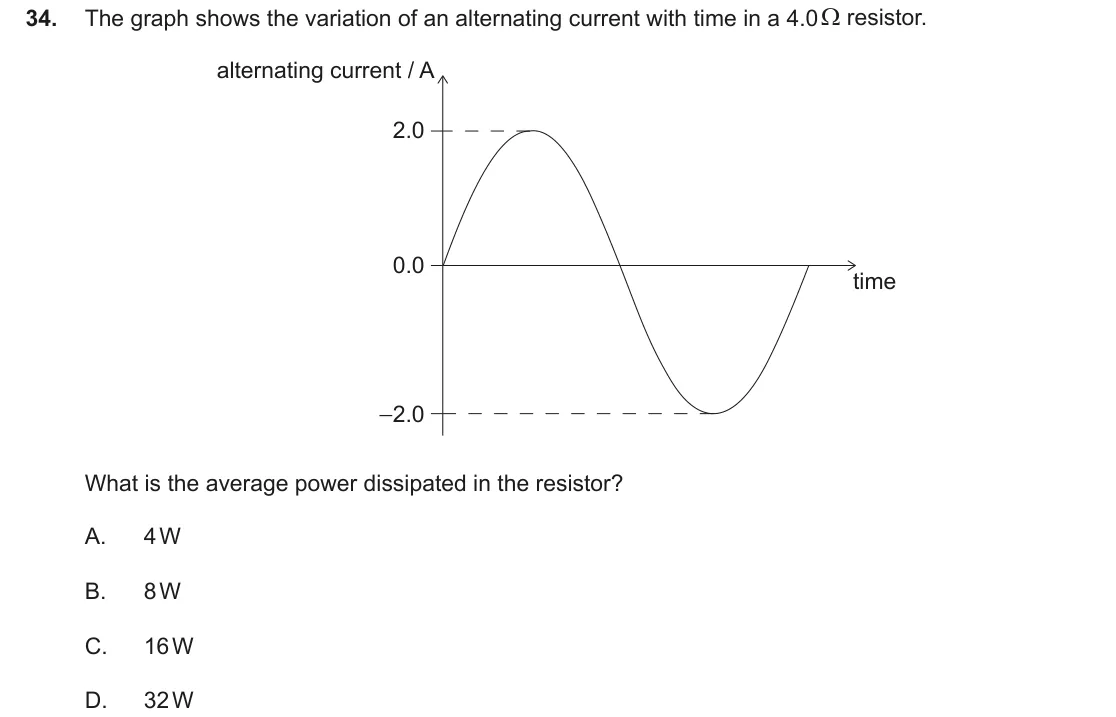 34. The graph shows the variation of an alternating current with time in a 4.0Ω resistor.
alternating current / A
2.0
0.0
time
–2.0
What is the average power dissipated in the resistor?
A. 4W
B. 8W
C. 16W
D. 32W